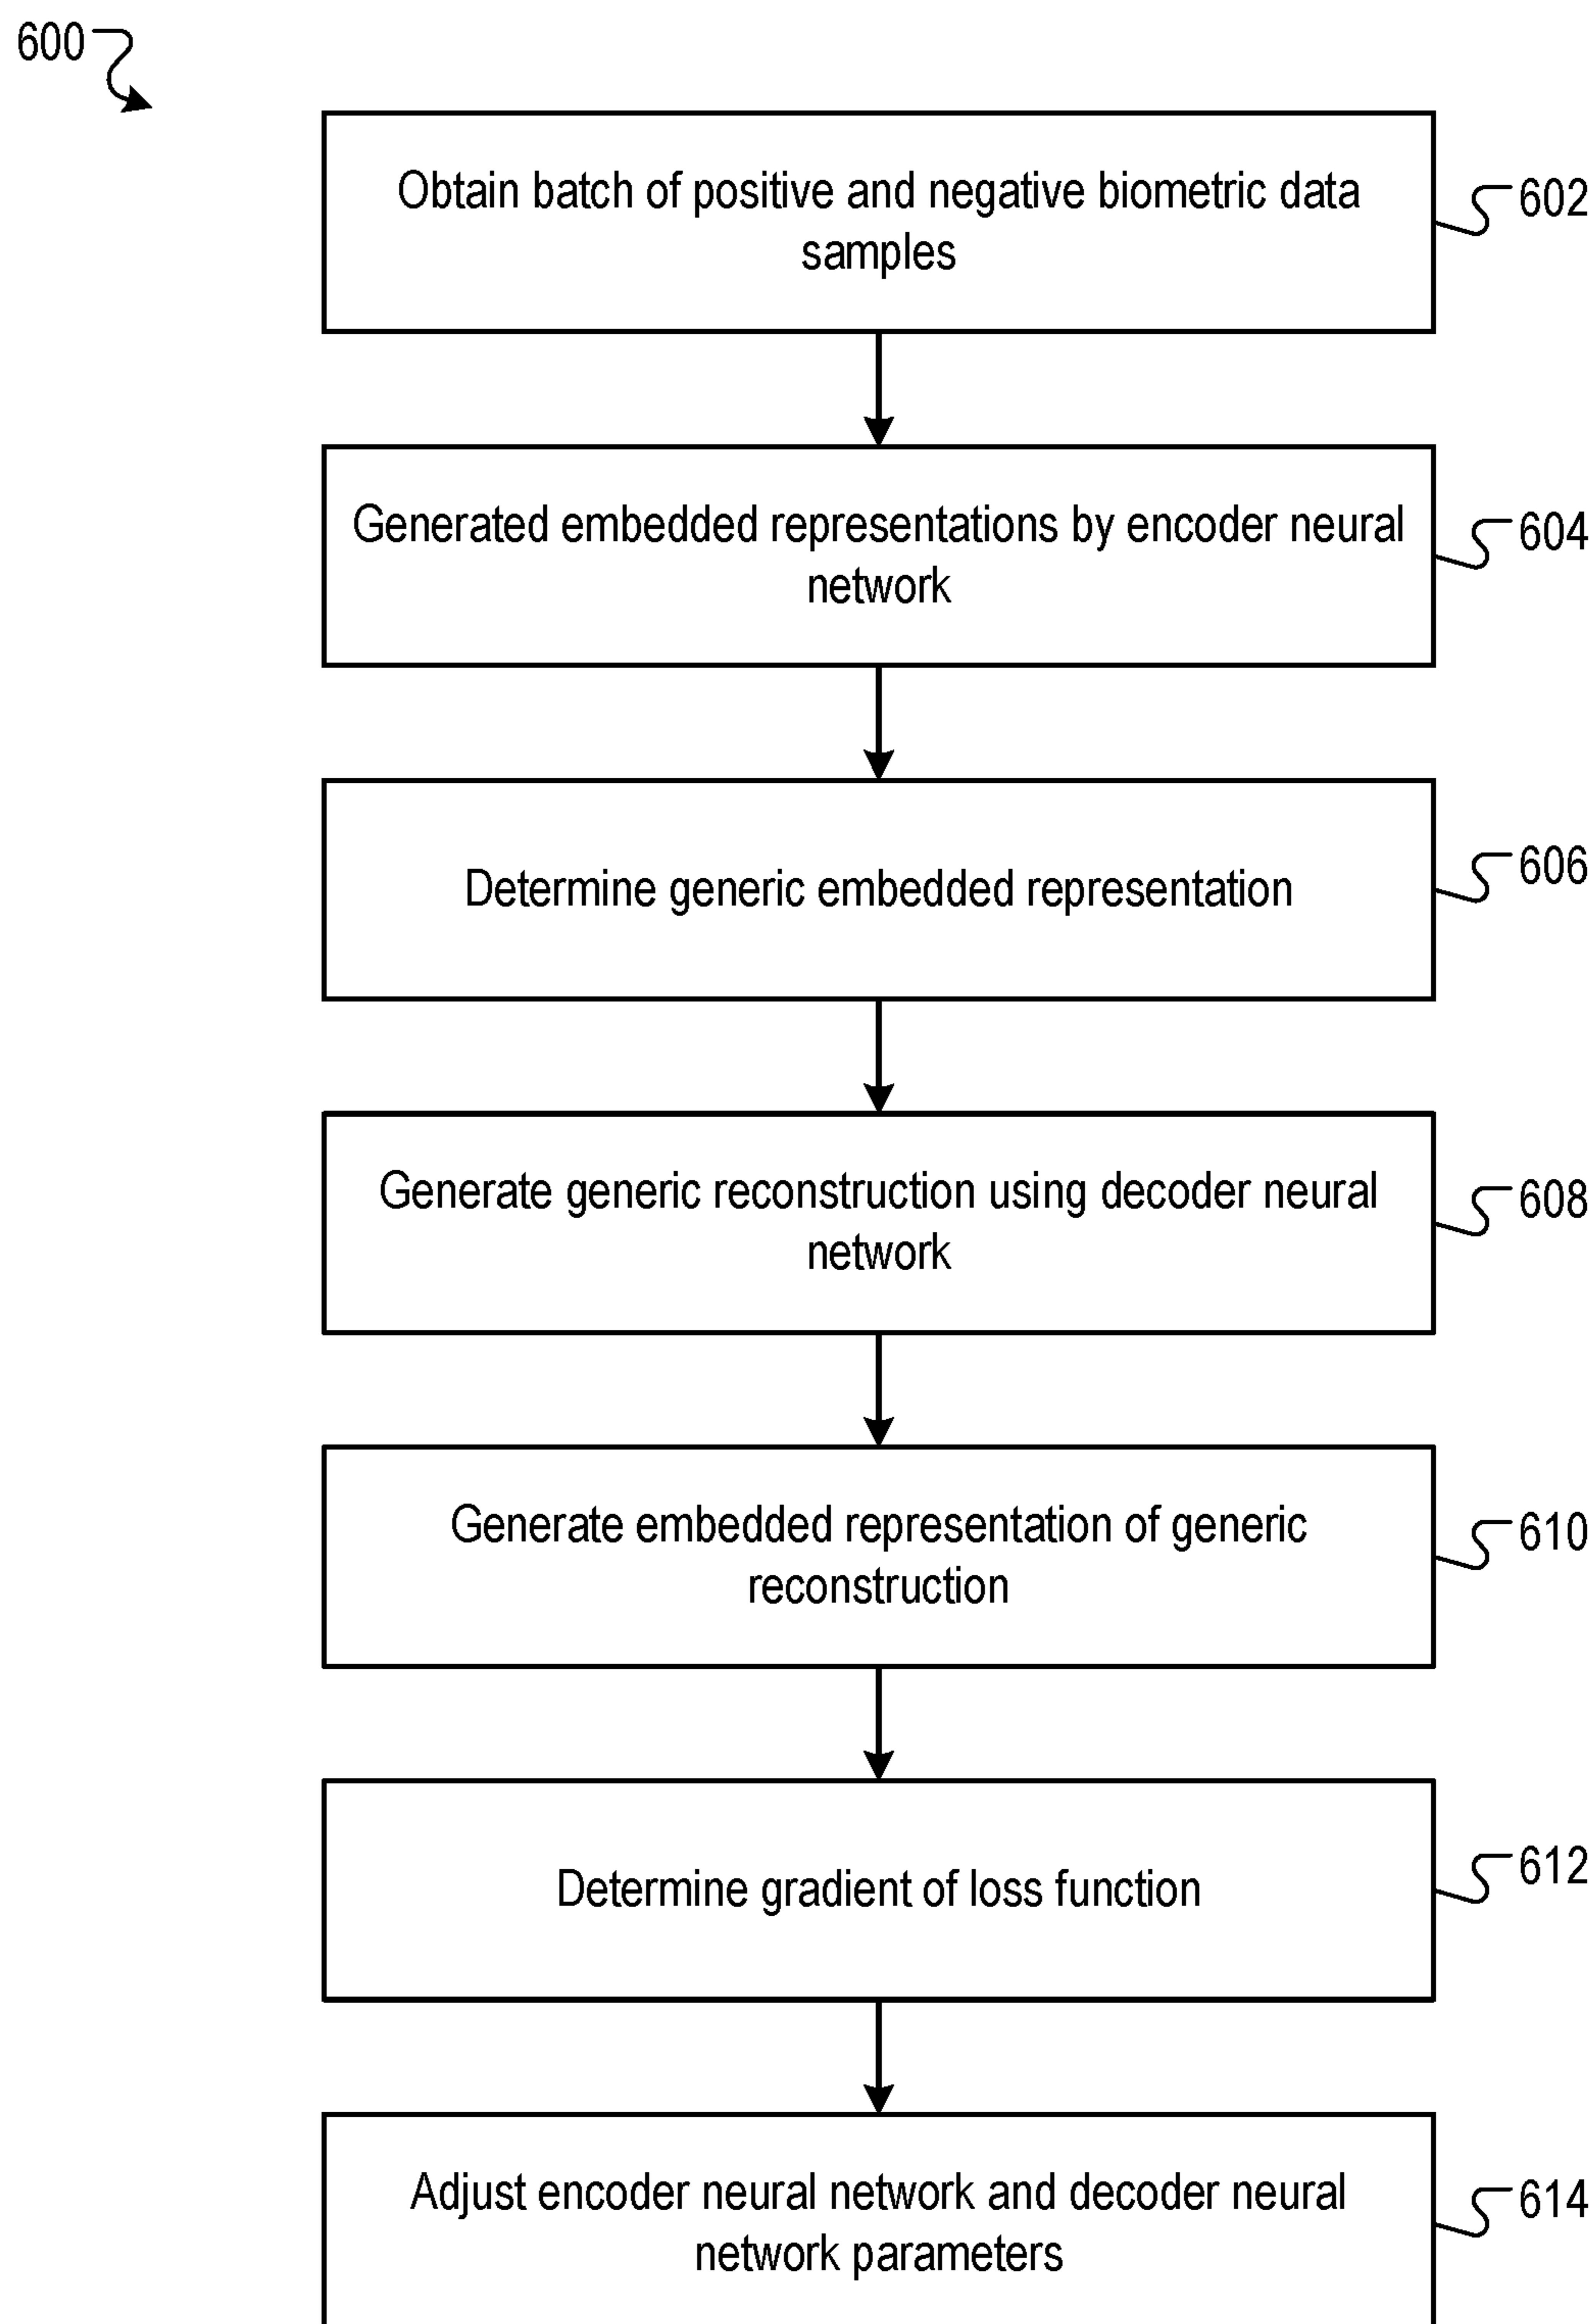 600
Obtain batch of positive and negative biometric data
samples
602
Generated embedded representations by encoder neural
network
604
Determine generic embedded representation
606
Generate generic reconstruction using decoder neural
network
608
Generate embedded representation of generic
reconstruction
610
Determine gradient of loss function
612
Adjust encoder neural network and decoder neural
network parameters
614